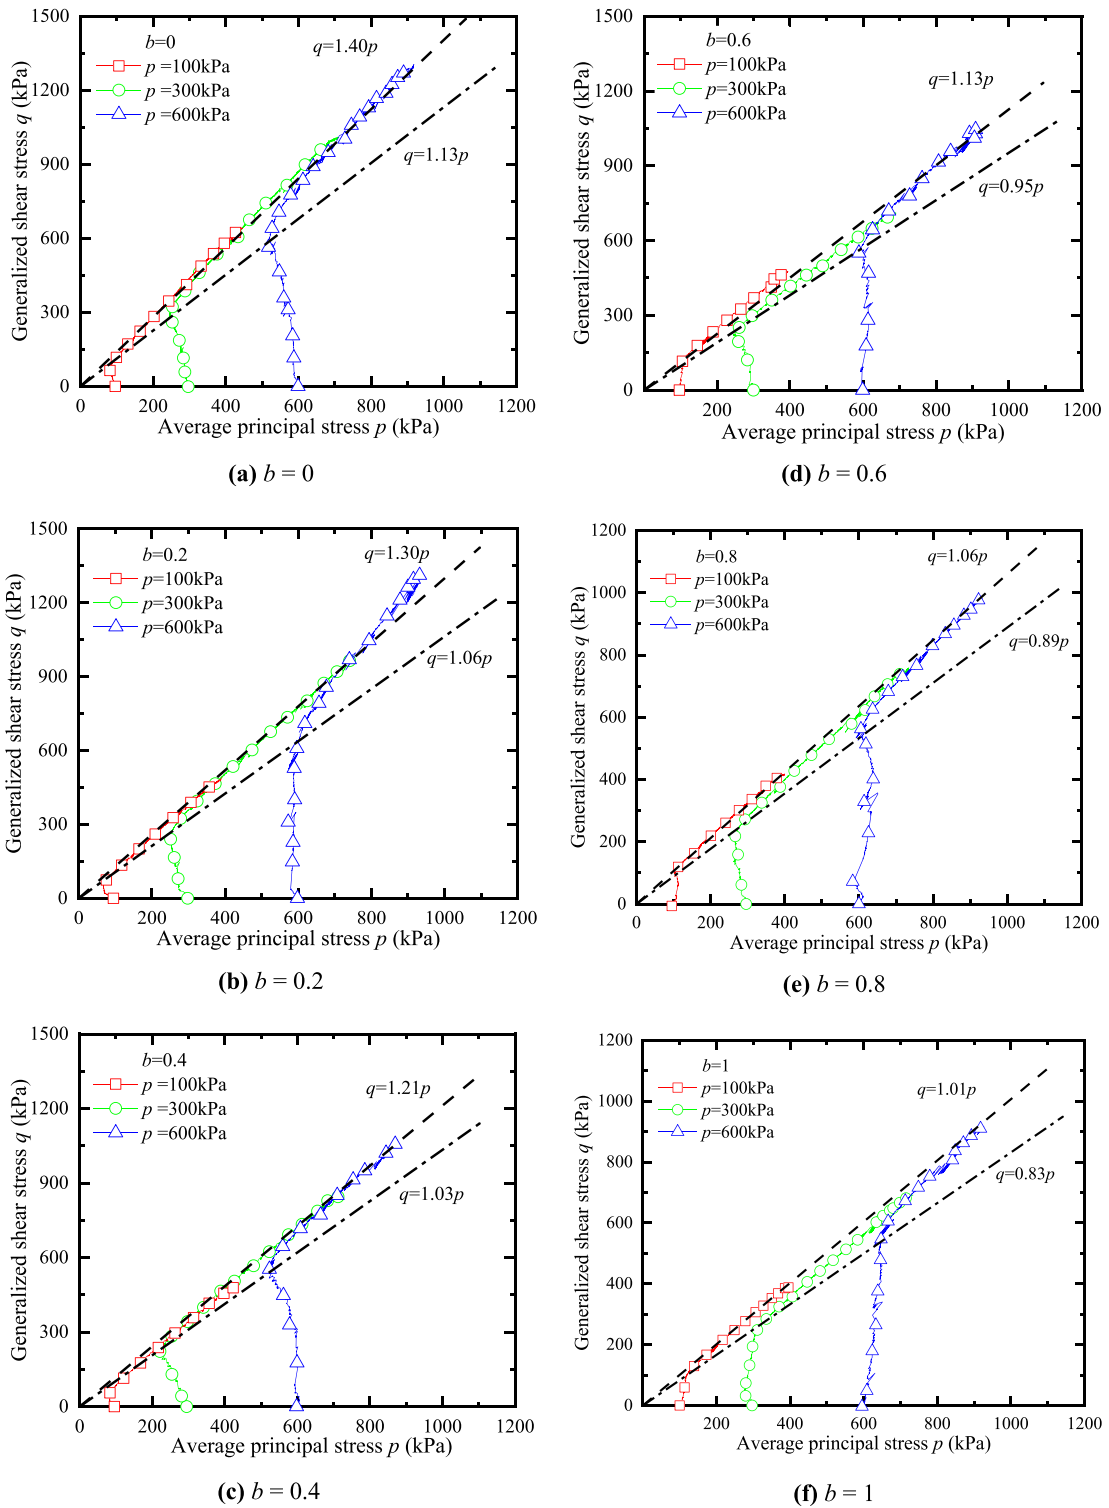 1500
1200
900
600
300
0
Generalized shear stress q (kPa)
b=0
p =100kPa
p =300kPa
p =600kPa
q=1.40p
q=1.13p
0 200 400 600 800 1000 1200
Average principal stress p (kPa)
(a) b = 0
1500
1200
900
600
300
0
Generalized shear stress q (kPa)
b=0.6
p=100kPa
p=300kPa
p=600kPa
q=1.13p
q=0.95p
200 400 600 800 1000 1200
Average principal stress p (kPa)
(d) b = 0.6
1500
1200
900
600
300
0
Generalized shear stress q (kPa)
b=0.2
p=100kPa
p=300kPa
p=600kPa
q=1.30p
q=1.06p
0 200 400 600 800 1000 1200
Average principal stress p (kPa)
(b) b = 0.2
1200
1000
800
600
400
200
0
Generalized shear stress q (kPa)
b=0.8
p=100kPa
p=300kPa
p=600kPa
q=1.06p
q=0.89p
0 200 400 600 800 1000 1200
Average principal stress p (kPa)
(e) b = 0.8
1500
1200
900
600
300
0
Generalized shear stress q (kPa)
b=0.4
p =100kPa
p =300kPa
p =600kPa
q=1.21p
q=1.03p
0 200 400 600 800 1000 1200
Average principal stress p (kPa)
(c) b = 0.4
1200
1000
800
600
400
200
0
Generalized shear stress q (kPa)
b=1
p=100kPa
p=300kPa
p=600kPa
q=1.01p
q=0.83p
200 400 600 800 1000 1200
Average principal stress p (kPa)
(f) b = 1